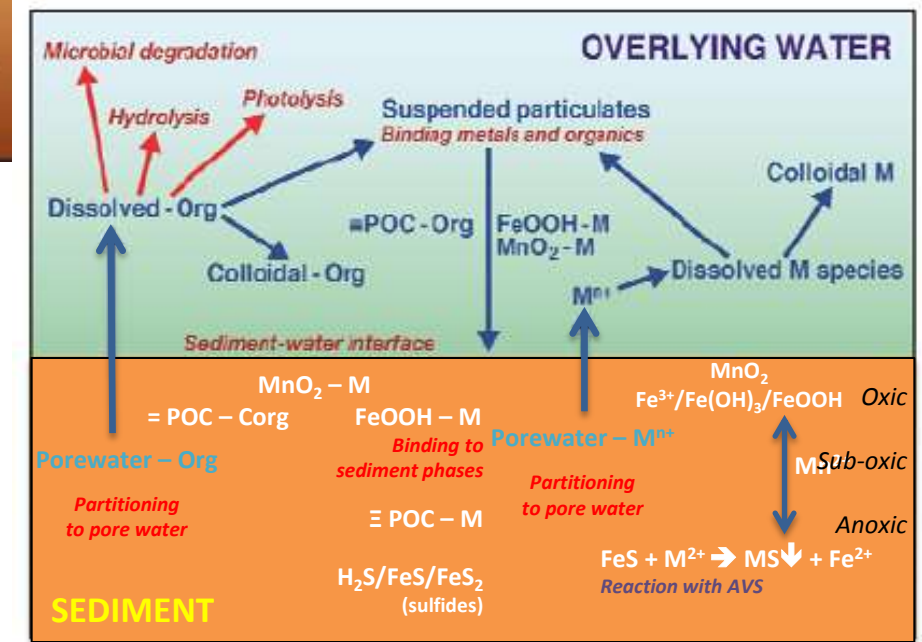 OVERLYING WATER
Microbial degradation
Hydrolysis
Photolysis
Suspended particulates
Binding metals and organics
Colloidal M
Dissolved - Org
≡POC - Org
FeOOH - M
MnO₂ - M
Colloidal - Org
Dissolved M species
Mⁿ⁺
Sediment-water interface
MnO₂ – M
= POC – Corg
FeOOH – M
Binding to
sediment phases
Porewater – Org
Partitioning
to pore water
Porewater – Mⁿ⁺
Partitioning
to pore water
Ξ POC – M
H₂S/FeS/FeS₂
(sulfides)
MnO₂
Fe³⁺/Fe(OH)₃/FeOOH
Oxic
Sub-oxic
Anoxic
FeS + M²⁺ ➔ MS🡻 + Fe²⁺
Reaction with AVS
SEDIMENT